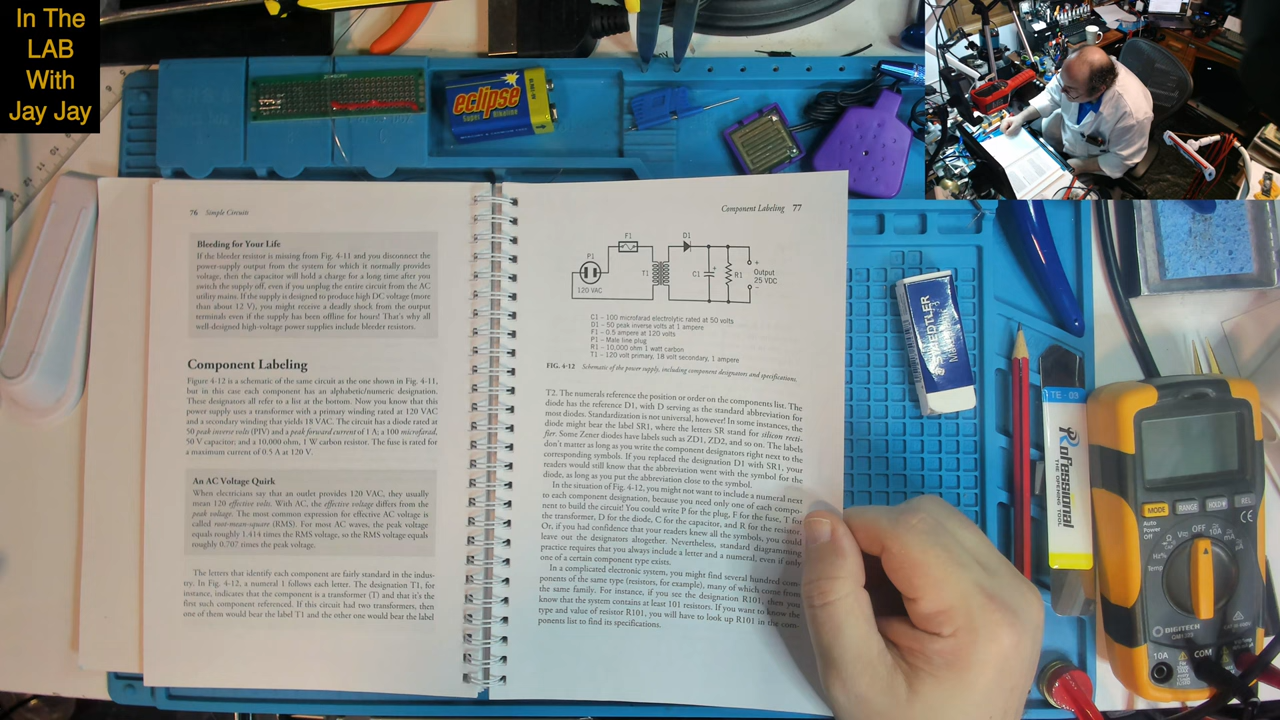 In The
LAB
With
Jay Jay
eclipse
Super Alkaline
76 Simple Circuits
Bleeding for Your Life
If the bleeder resistor is missing from Fig. 4-11 and you disconnect the
power-supply output from the system for which it normally provides
voltage, then the capacitor will hold a charge for a long time after you
switch the supply off, even if you unplug the entire circuit from the AC
utility mains. If the supply is designed to produce high DC voltage (more
than about 12 V), you might receive a deadly shock from the output
terminals even if the supply has been offline for hours! That's why all
well-designed high-voltage power supplies include bleeder resistors.
Component Labeling
Figure 4-12 is a schematic of the same circuit as the one shown in Fig. 4-11,
but in this case each component has an alphabetic/numeric designation.
These designators all refer to a list at the bottom. Now you know that this
power supply uses a transformer with a primary winding rated at 120 VAC
and a secondary winding that yields 18 VAC. The circuit has a diode rated at
50 peak inverse volts (PIV) and a peak forward current of 1 A; a 100 microfarad,
50 V capacitor; and a 10,000 ohm, 1 W carbon resistor. The fuse is rated for
a maximum current of 0.5 A at 120 V.
An AC Voltage Quirk
When electricians say that an outlet provides 120 VAC, they usually
mean 120 effective volts. With AC, the effective voltage differs from the
peak voltage. The most common expression for effective AC voltage is
called root-mean-square (RMS). For most AC waves, the peak voltage
equals roughly 1.414 times the RMS voltage, so the RMS voltage equals
roughly 0.707 times the peak voltage.
The letters that identify each component are fairly standard in the indus-
try. In Fig. 4-12, a numeral 1 follows each letter. The designation T1, for
instance, indicates that the component is a transformer (T) and that it's the
first such component referenced. If this circuit had two transformers, then
one of them would bear the label T1 and the other one would bear the label
Component Labeling 77
F1
D1
P1
T1
C1
+
R1
+
Output
25 VDC
−
120 VAC
C1 – 100 microfarad electrolytic rated at 50 volts
D1 – 50 peak inverse volts at 1 ampere
F1 – 0.5 ampere at 120 volts
P1 – Male line plug
R1 – 10,000 ohm 1 watt carbon
T1 – 120 volt primary, 18 volt secondary, 1 ampere
FIG. 4-12 Schematic of the power supply, including component designators and specifications.
T2. The numerals reference the position or order on the components list. The
diode has the reference D1, with D serving as the standard abbreviation for
most diodes. Standardization is not universal, however! In some instances, the
diode might bear the label SR1, where the letters SR stand for silicon recti-
fier. Some Zener diodes have labels such as ZD1, ZD2, and so on. The labels
don't matter as long as you write the component designators right next to the
corresponding symbols. If you replaced the designation D1 with SR1, your
readers would still know that the abbreviation went with the symbol for the
diode, as long as you put the abbreviation close to the symbol.
In the situation of Fig. 4-12, you might not want to include a numeral next
to each component designation, because you need only one of each compo-
nent to build the circuit! You could write P for the plug, F for the fuse, T for
the transformer, D for the diode, C for the capacitor, and R for the resistor.
Or, if you had confidence that your readers knew all the symbols, you could
leave out the designators altogether. Nevertheless, standard diagramming
practice requires that you always include a letter and a numeral, even if only
one of a certain component type exists.
In a complicated electronic system, you might find several hundred com-
ponents of the same type (resistors, for example), many of which come from
the same family. For instance, if you see the designation R101, then you
know that the system contains at least 101 resistors. If you want to know the
type and value of resistor R101, you will have to look up R101 in the com-
ponents list to find its specifications.
STAEDTLER
TE - 03
RoFessional
THE OPENING TOOL
MODE
RANGE
HOLD
REL
Auto
Power
Off
OFF
10A
Hz
Temp
DIGITECH
10A
COM